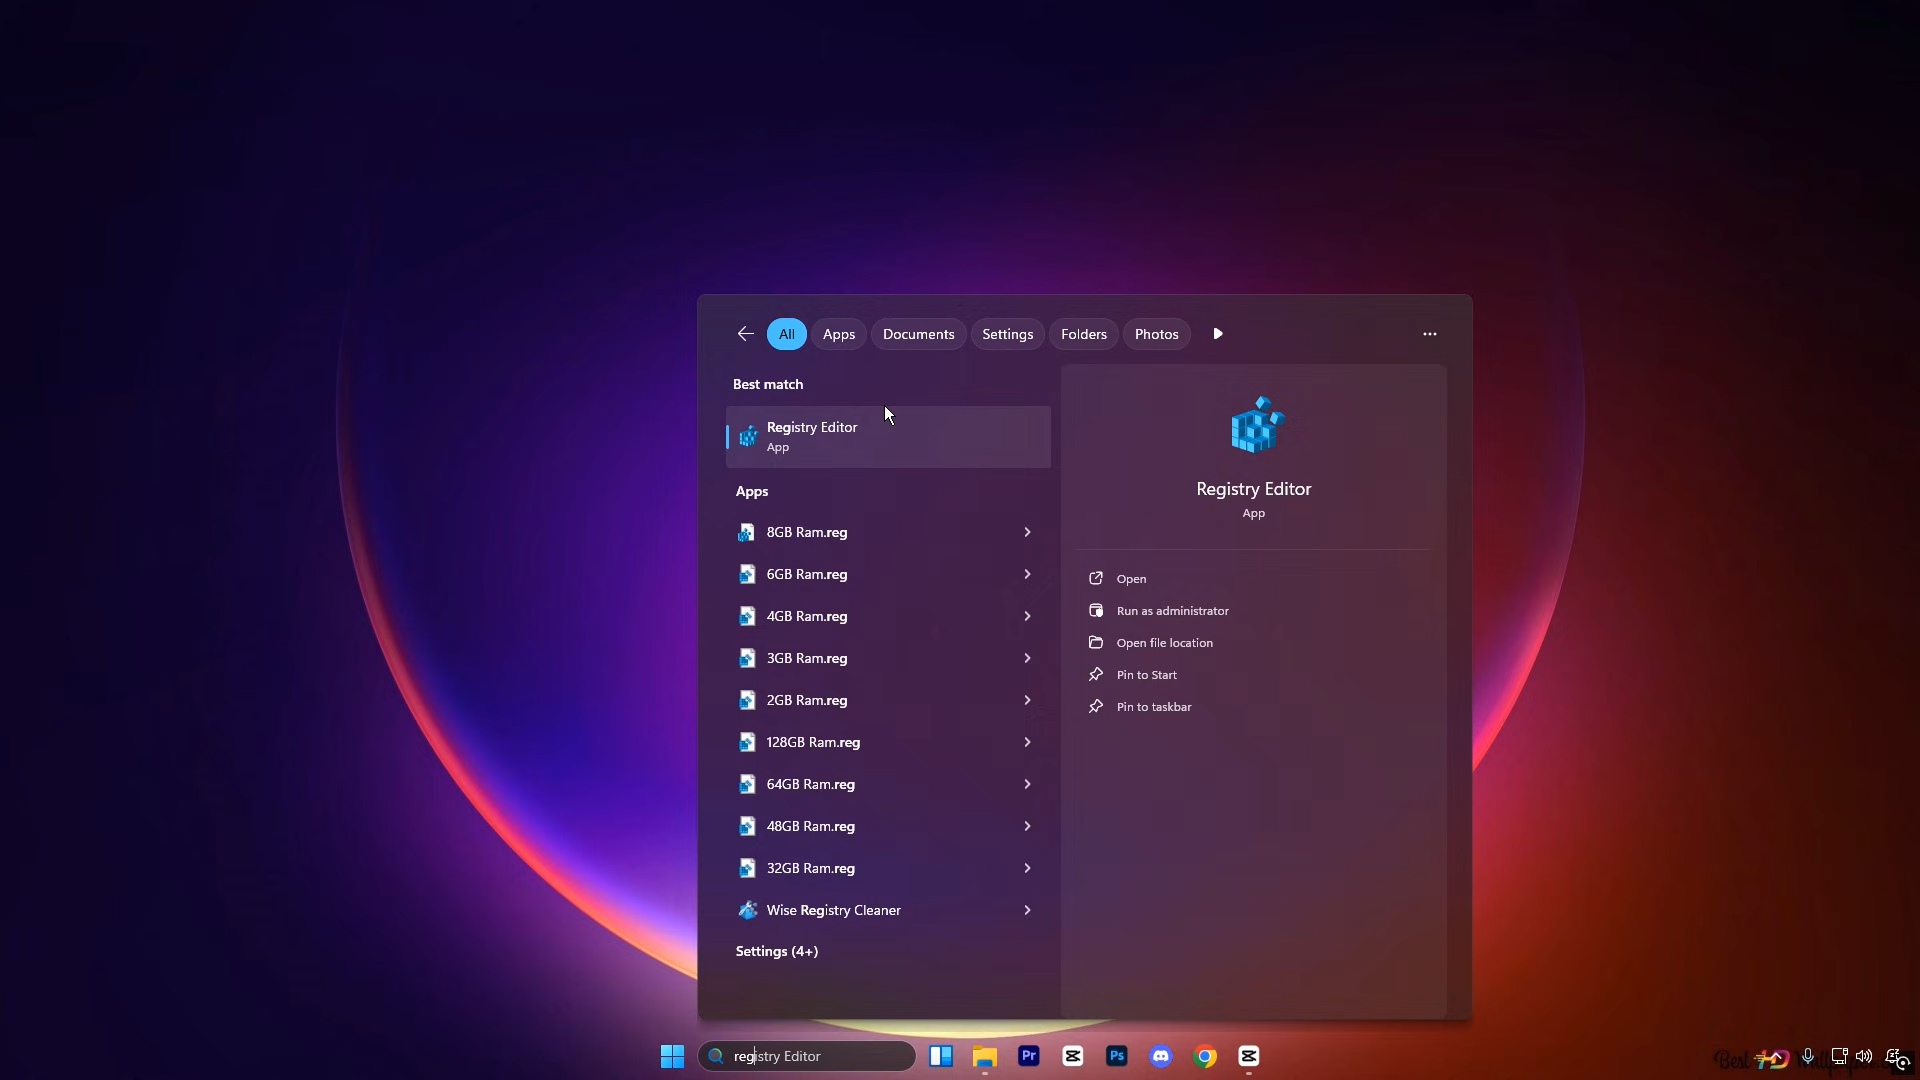 All
Apps
Documents
Settings
Folders
Photos
Best match
Registry Editor
App
Apps
8GB Ram.reg
6GB Ram.reg
4GB Ram.reg
3GB Ram.reg
2GB Ram.reg
128GB Ram.reg
64GB Ram.reg
48GB Ram.reg
32GB Ram.reg
Wise Registry Cleaner
Settings (4+)
Registry Editor
App
Open
Run as administrator
Open file location
Pin to Start
Pin to taskbar
registry Editor
Pr
Ps
Best HD